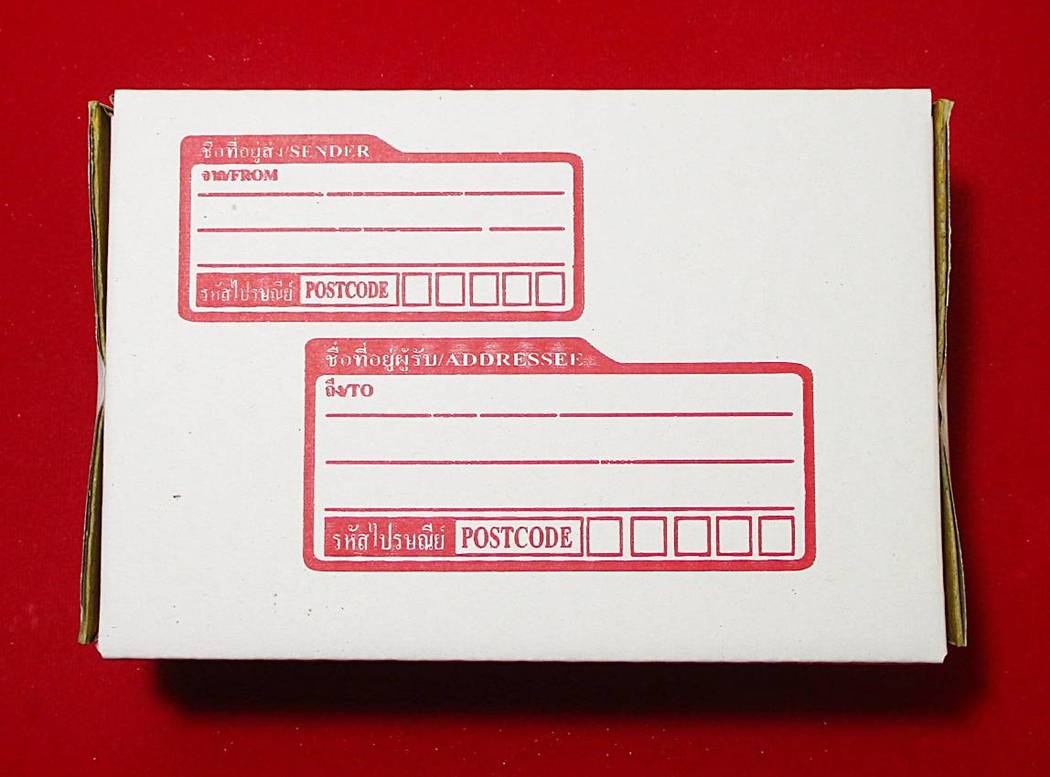 ชื่อที่อยู่ส่ง/SENDER
จาก/FROM
รหัสไปรษณีย์ POSTCODE
ชื่อที่อยู่ผู้รับ/ADDRESSEE
ถึง/TO
รหัสไปรษณีย์ POSTCODE